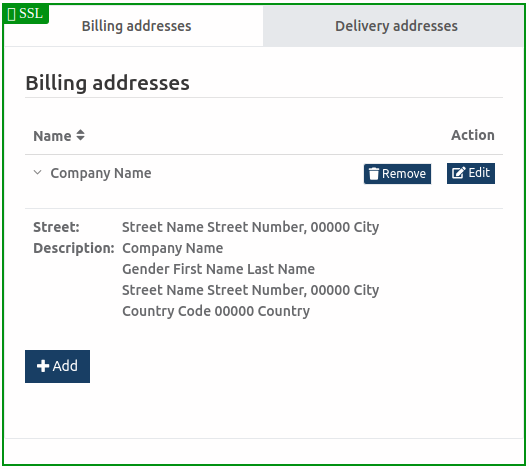 SSL
Billing addresses Delivery addresses
Billing addresses
Name Action
Company Name Remove Edit
Street: Street Name Street Number, 00000 City
Description: Company Name
Gender First Name Last Name
Street Name Street Number, 00000 City
Country Code 00000 Country
Add